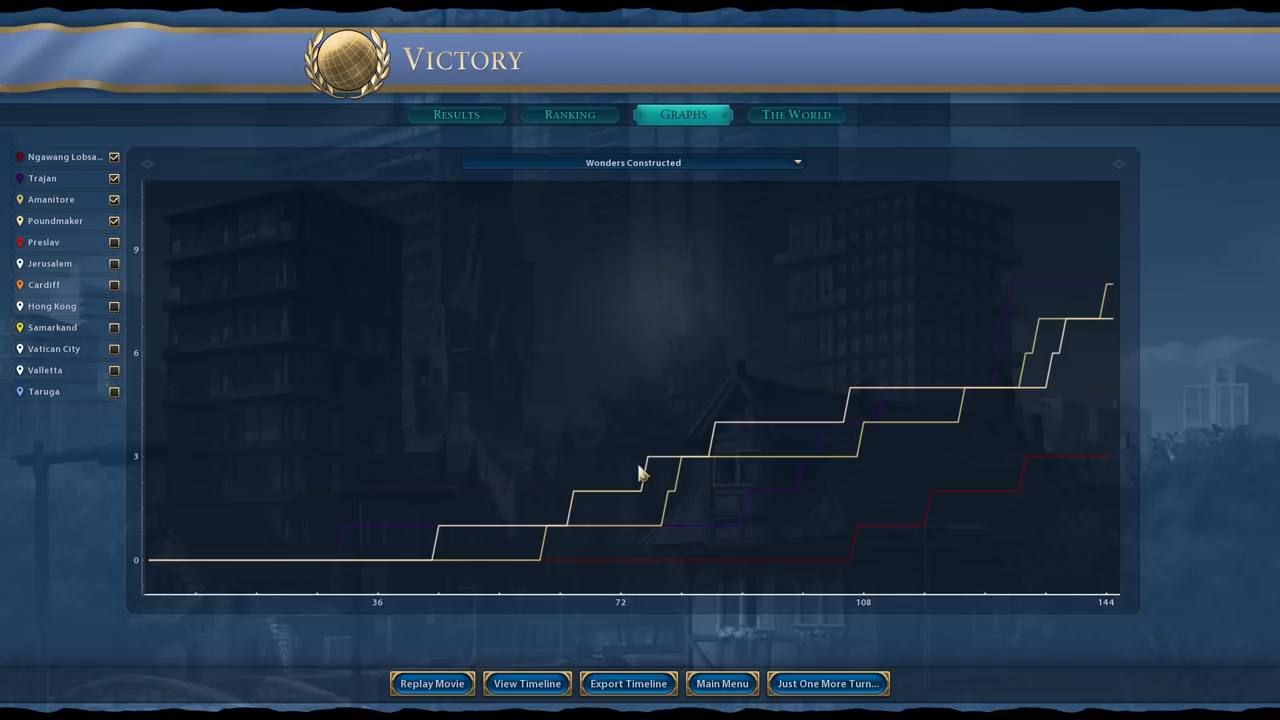 VICTORY
RESULTS
RANKING
GRAPHS
THE WORLD
Ngawang Lobsa...
Trajan
Amanitore
Poundmaker
Preslav
Jerusalem
Cardiff
Hong Kong
Samarkand
Vatican City
Valletta
Taruga
Wonders Constructed
9
6
3
0
36
72
108
144
Replay Movie
View Timeline
Export Timeline
Main Menu
Just One More Turn...